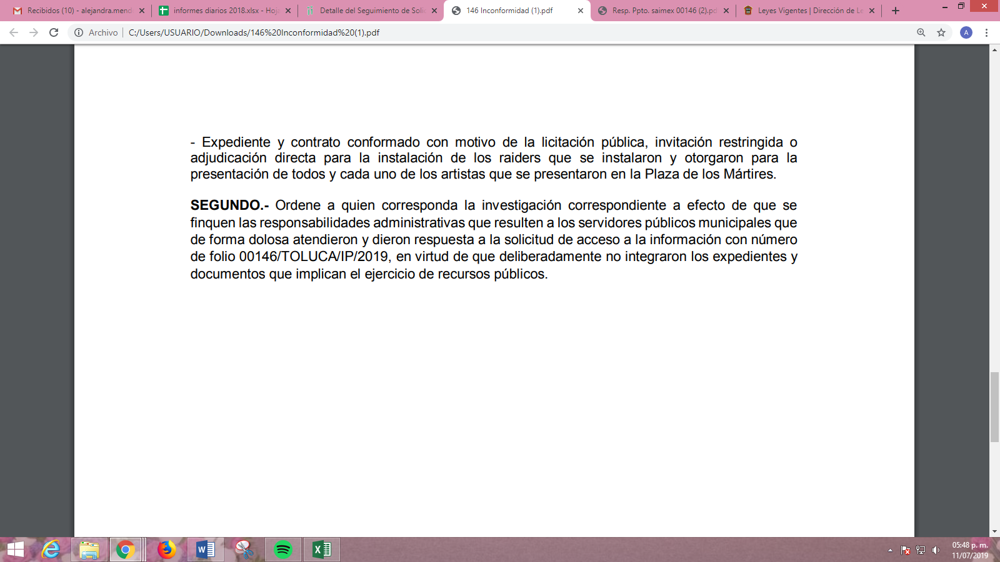 Recibidos (10) - alejandra.mend
informes diarios 2018.xlsx - Hoja
Detalle del Seguimiento de Solic
146 Inconformidad (1).pdf
Resp. Ppto. saimex 00146 (2).pd
Leyes Vigentes | Dirección de Le
Archivo
C:/Users/USUARIO/Downloads/146%20Inconformidad%20(1).pdf
A
- Expediente y contrato conformado con motivo de la licitación pública, invitación restringida o
adjudicación directa para la instalación de los raiders que se instalaron y otorgaron para la
presentación de todos y cada uno de los artistas que se presentaron en la Plaza de los Mártires.
SEGUNDO.- Ordene a quien corresponda la investigación correspondiente a efecto de que se
finquen las responsabilidades administrativas que resulten a los servidores públicos municipales que
de forma dolosa atendieron y dieron respuesta a la solicitud de acceso a la información con número
de folio 00146/TOLUCA/IP/2019, en virtud de que deliberadamente no integraron los expedientes y
documentos que implican el ejercicio de recursos públicos.
05:48 p. m.
11/07/2019